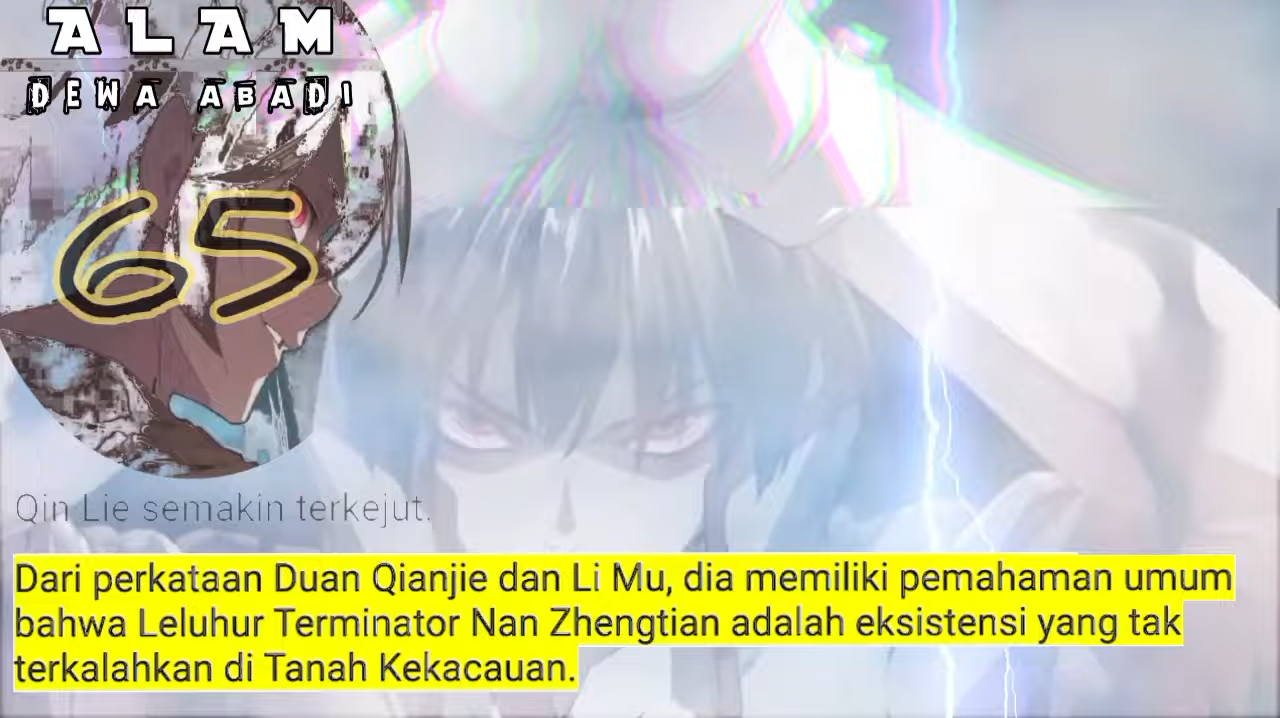 ALAM
DEWA ABADI
65
Qin Lie semakin terkejut.
Dari perkataan Duan Qianjie dan Li Mu, dia memiliki pemahaman umum
bahwa Leluhur Terminator Nan Zhengtian adalah eksistensi yang tak
terkalahkan di Tanah Kekacauan.